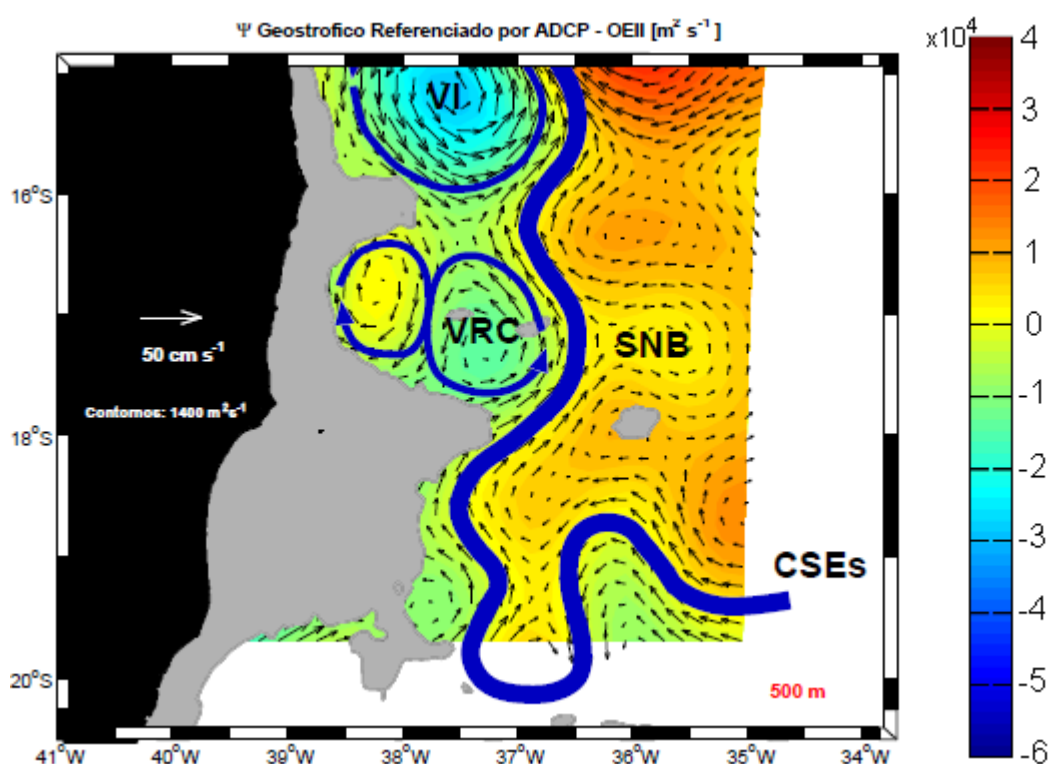 Ψ Geostrofico Referenciado por ADCP - OEII [m² s⁻¹ ]
x10⁴
4
3
2
1
0
-1
-2
-3
-4
-5
-6
VI
16°S
VRC
SNB
50 cm s⁻¹
Contornos: 1400 m²s⁻¹
18°S
CSEs
20°S
500 m
41°W 40°W 39°W 38°W 37°W 36°W 35°W 34°W